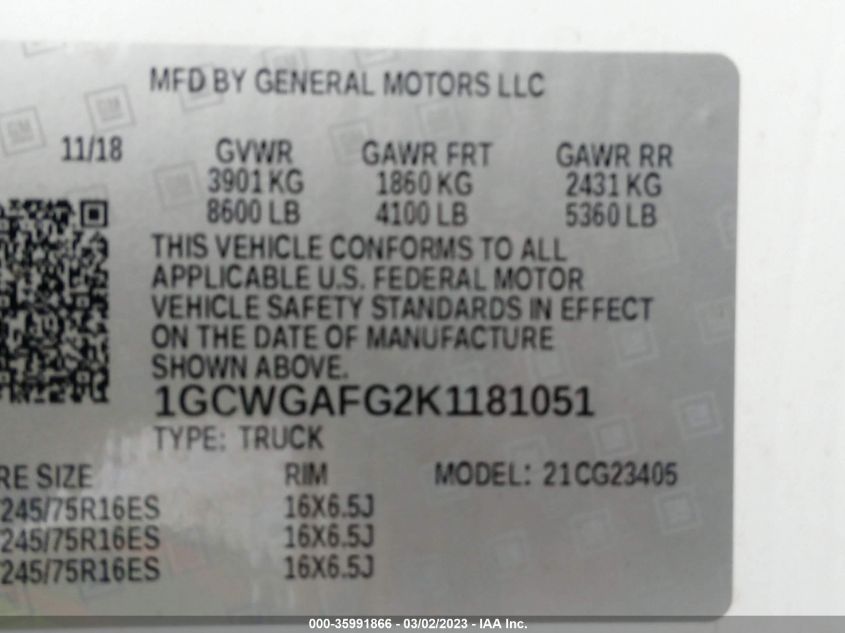 MFD BY GENERAL MOTORS LLC
11/18 GVWR GAWR FRT GAWR RR
3901 KG 1860 KG 2431 KG
8600 LB 4100 LB 5360 LB
THIS VEHICLE CONFORMS TO ALL
APPLICABLE U.S. FEDERAL MOTOR
VEHICLE SAFETY STANDARDS IN EFFECT
ON THE DATE OF MANUFACTURE
SHOWN ABOVE.
1GCWGAFG2K1181051
TYPE: TRUCK
RE SIZE RIM MODEL: 21CG23405
245/75R16ES 16X6.5J
245/75R16ES 16X6.5J
245/75R16ES 16X6.5J
000-35991866 - 03/02/2023 - IAA Inc.